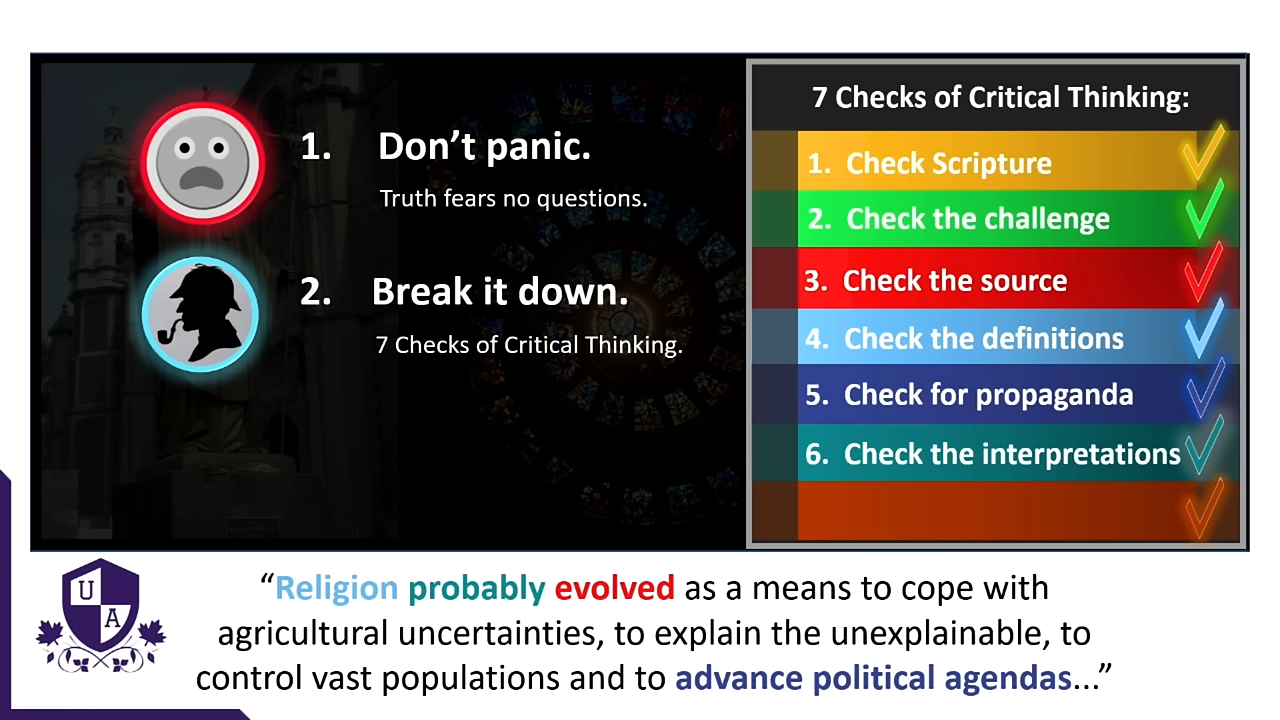 1. Don't panic.
Truth fears no questions.
2. Break it down.
7 Checks of Critical Thinking.
7 Checks of Critical Thinking:
1. Check Scripture
2. Check the challenge
3. Check the source
4. Check the definitions
5. Check for propaganda
6. Check the interpretations
U
A
“Religion probably evolved as a means to cope with
agricultural uncertainties, to explain the unexplainable, to
control vast populations and to advance political agendas...”